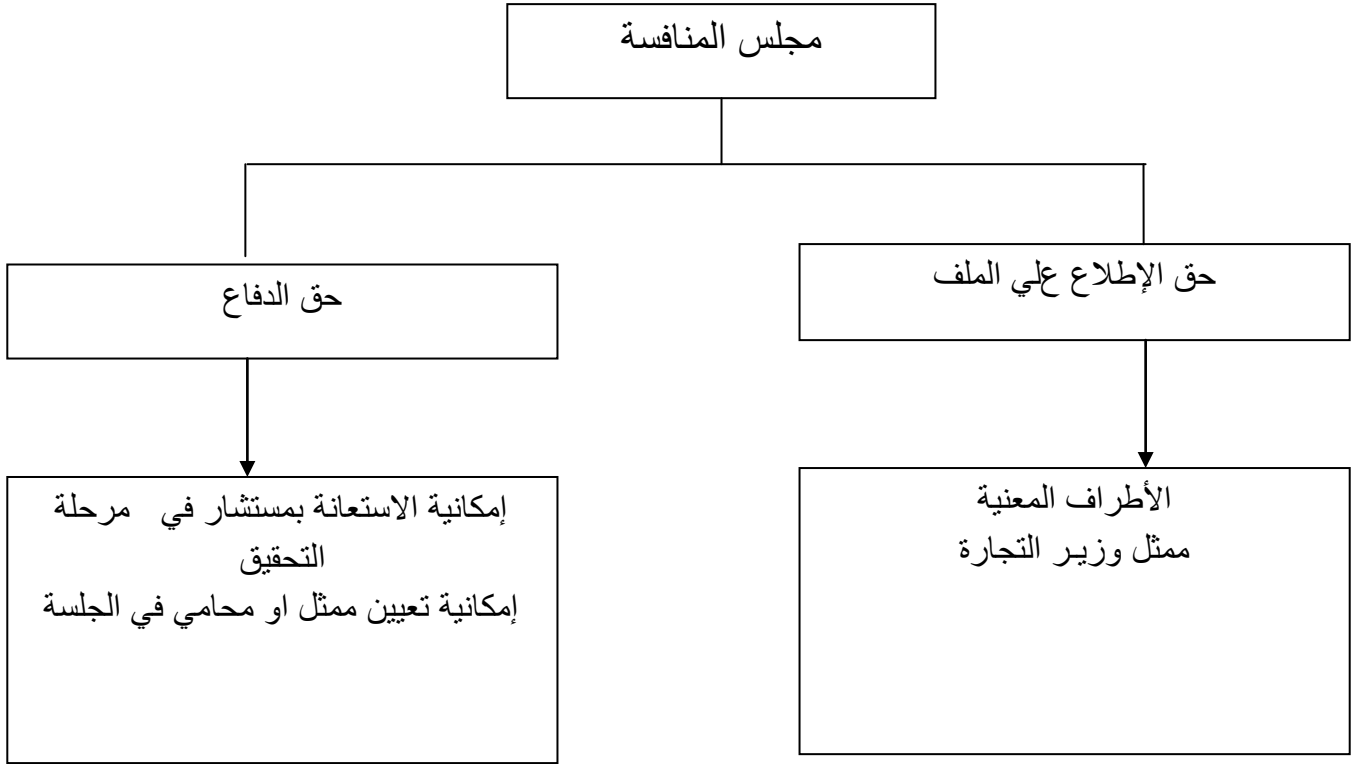 مجلس المنافسة
حق الإطلاع علي الملف
حق الدفاع
الأطراف المعنية
ممثل وزيـر التجارة
إمكانية الاستعانة بمستشار في مرحلة
التحقيق
إمكانية تعيين ممثل او محامي في الجلسة